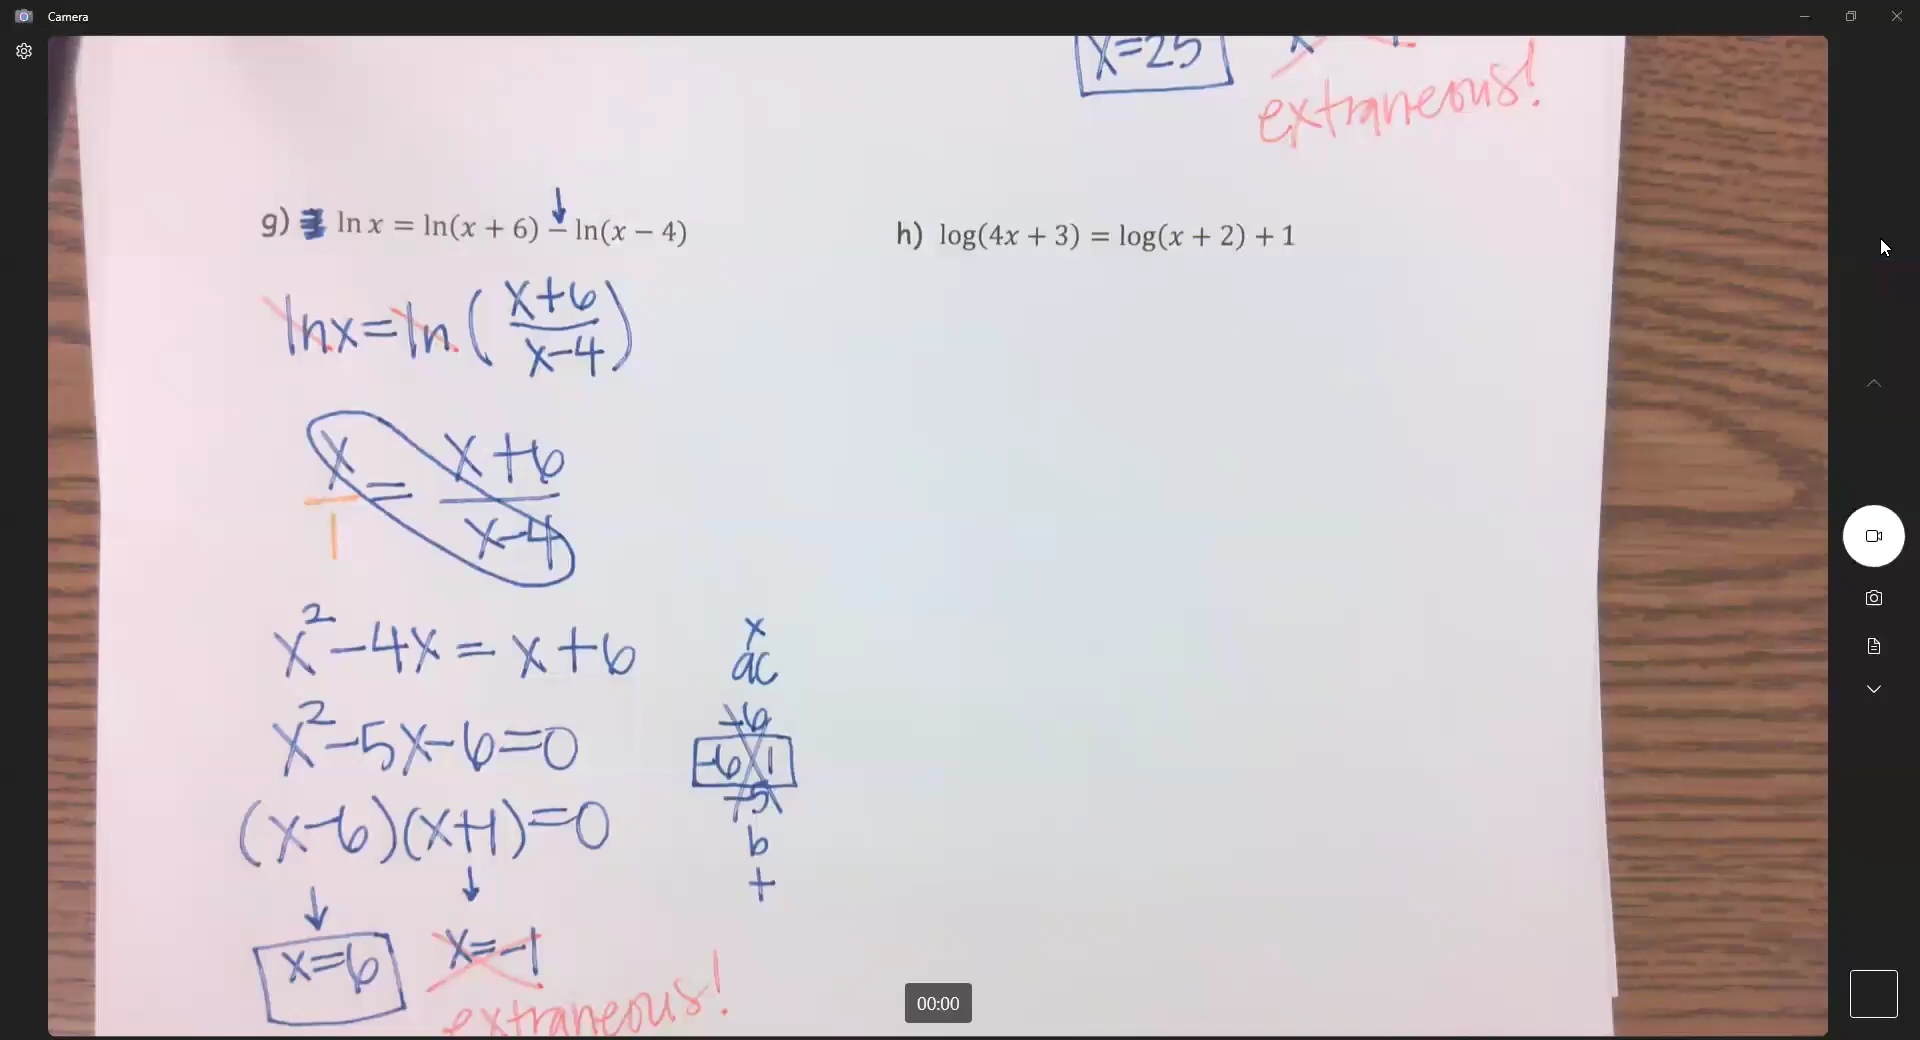 Camera
x=25
extraneous!
g) ln x = ln(x + 6) − ln(x − 4)
h) log(4x + 3) = log(x + 2) + 1
lnx=ln(x+6/x-4)
x/1 = x+6/x-4
x²-4x = x+6
x
ac
x²-5x-6=0
-6
-6 1
-5
(x-6)(x+1)=0
b
+
x=6
x=-1
extraneous!
00:00